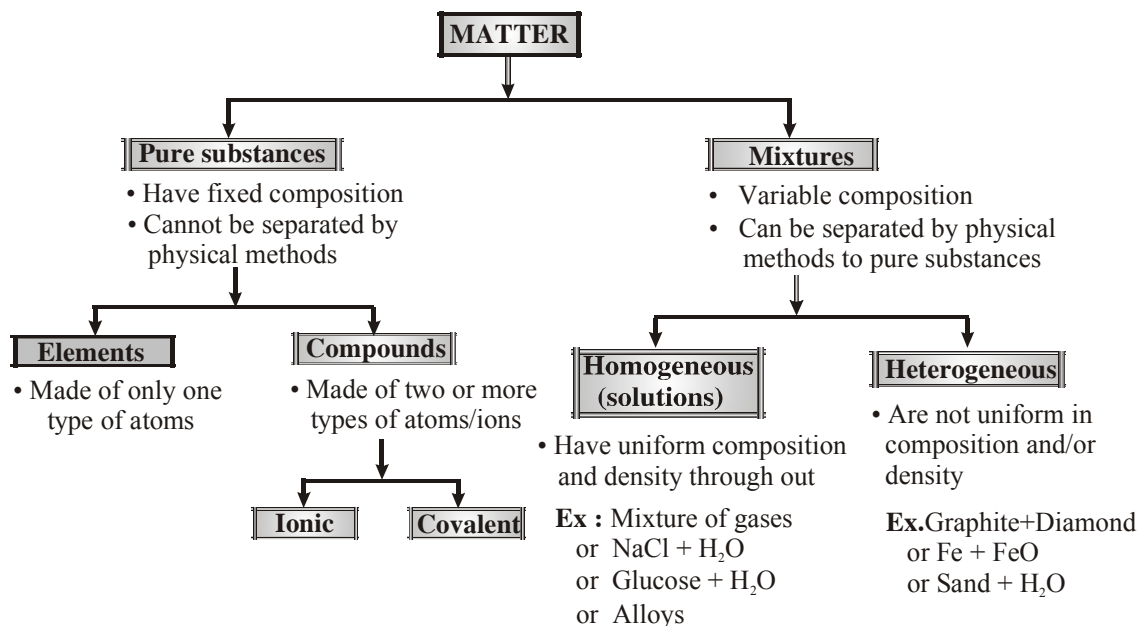 MATTER
Pure substances
• Have fixed composition
• Cannot be separated by
physical methods
Mixtures
• Variable composition
• Can be separated by physical
methods to pure substances
Elements
• Made of only one
type of atoms
Compounds
• Made of two or more
types of atoms/ions
Ionic
Covalent
Homogeneous
(solutions)
• Have uniform composition
and density through out
Ex : Mixture of gases
or NaCl + H₂O
or Glucose + H₂O
or Alloys
Heterogeneous
• Are not uniform in
composition and/or
density
Ex.Graphite+Diamond
or Fe + FeO
or Sand + H₂O